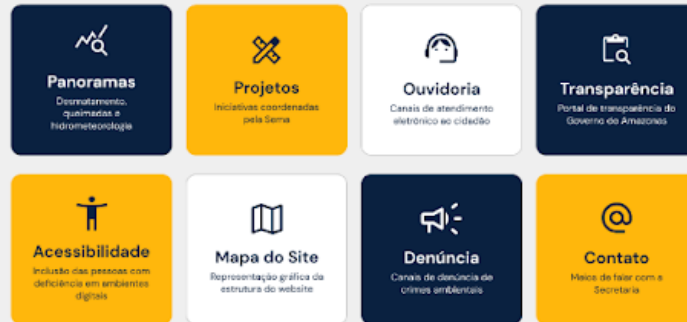 Panoramas
Desmatamento,
queimadas e
hidrometeorologia
Projetos
Iniciativas coordenadas
pela Sema
Ouvidoria
Canais de atendimento
eletrônico ao cidadão
Transparência
Portal de transparência do
Governo de Amazonas
Acessibilidade
Inclusão das pessoas com
deficiência em ambientes
digitais
Mapa do Site
Representação gráfica da
estrutura do website
Denúncia
Canais de denúncia de
crimes ambientais
Contato
Meios de falar com a
Secretaria